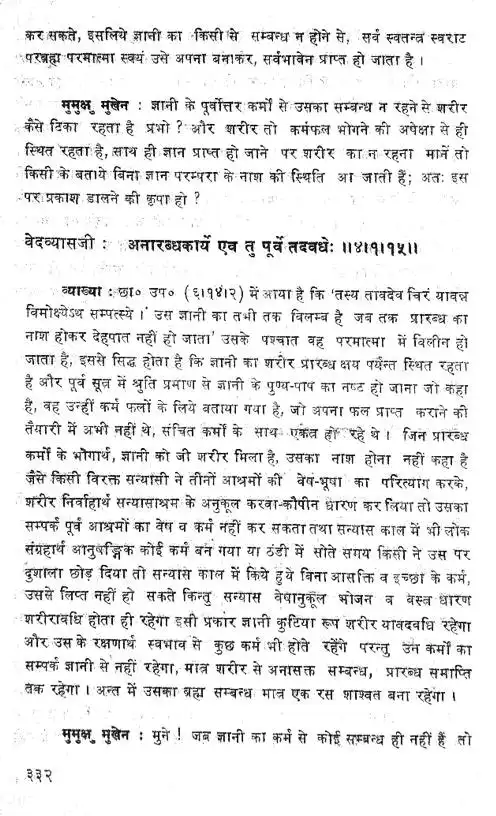 कर सकते, इसलिये ज्ञानी का किसी से सम्बन्ध न होने से, सर्व स्वतन्त्र स्वराट
परब्रह्म परमात्मा स्वयं उसे अपना बनाकर, सर्वभावेन प्राप्त हो जाता है ।
मुमुक्षु मुखेन : ज्ञानी के पूर्वोत्तर कर्मो से उसका सम्बन्ध न रहने से शरीर
कैसे टिका रहता है प्रभो ? और शरीर तो कर्मफल भोगने की अपेक्षा से ही
स्थित रहता है, साथ ही ज्ञान प्राप्त हो जाने पर शरीर का न रहना मानें तो
किसी के बताये बिना ज्ञान परम्परा के नाश की स्थिति आ जाती हैं; अतः इस
पर प्रकाश डालने की कृपा हो ?
वेदव्यासजी : अनारब्धकार्ये एव तु पूर्वे तदवधेः ॥४।१।१५॥
व्याख्या : छा० उप० (६।१४।२) में आया है कि 'तस्य तावदेव चिरं यावन्न
विमोक्ष्येऽथ सम्पत्स्ये ।' उस ज्ञानी का तभी तक विलम्ब है जब तक प्रारब्ध का
नाश होकर देहपात नहीं हो जाता' उसके पश्चात वह परमात्मा में विलीन हो
जाता है, इससे सिद्ध होता है कि ज्ञानी का शरीर प्रारब्ध क्षय पर्यन्त स्थित रहता
है और पूर्व सूत्र में श्रुति प्रमाण से ज्ञानी के पुण्य-पाप का नष्ट हो जाना जो कहा
है, वह उन्हीं कर्म फलों के लिये बताया गया है, जो अपना फल प्राप्त कराने की
तैयारी में अभी नहीं थे, संचित कर्मो के साथ एकत्र हो रहे थे । जिन प्रारब्ध
कर्मों के भोगार्थ, ज्ञानी को जी शरीर मिला है, उसका नाश होना नहीं कहा है
जैसे किसी विरक्त सन्यासी ने तीनों आश्रमों की वेष-भूषा का परित्याग करके,
शरीर निर्वाहार्थ सन्यासाश्रम के अनुकूल करवा-कौपीन धारण कर लिया तो उसका
सम्पर्क पूर्व आश्रमों का वेष व कर्म नहीं कर सकता तथा सन्यास काल में भी लोक
संग्रहार्थ आनुषङ्गिक कोई कर्म बन गया या ठंडी में सोते समय किसी ने उस पर
दुशाला छोड़ दिया तो सन्यास काल में किये हुये बिना आसक्ति व इच्छा के कर्म,
उससे लिप्त नहीं हो सकते किन्तु सन्यास वेषानुकूल भोजन व वस्त्र धारण
शरीरावधि होता ही रहेगा इसी प्रकार ज्ञानी कुटिया रूप शरीर यावदवधि रहेगा
और उस के रक्षणार्थ स्वभाव से कुछ कर्म भी होते रहेंगे परन्तु उन कर्मो का
सम्पर्क ज्ञानी से नहीं रहेगा, मात्र शरीर से अनासक्त सम्बन्ध, प्रारब्ध समाप्ति
तक रहेगा । अन्त में उसका ब्रह्म सम्बन्ध मात्र एक रस शाश्वत बना रहेगा ।
मुमुक्षु मुखेन : मुने ! जब ज्ञानी का कर्म से कोई सम्बन्ध ही नहीं हैं तो
३३२